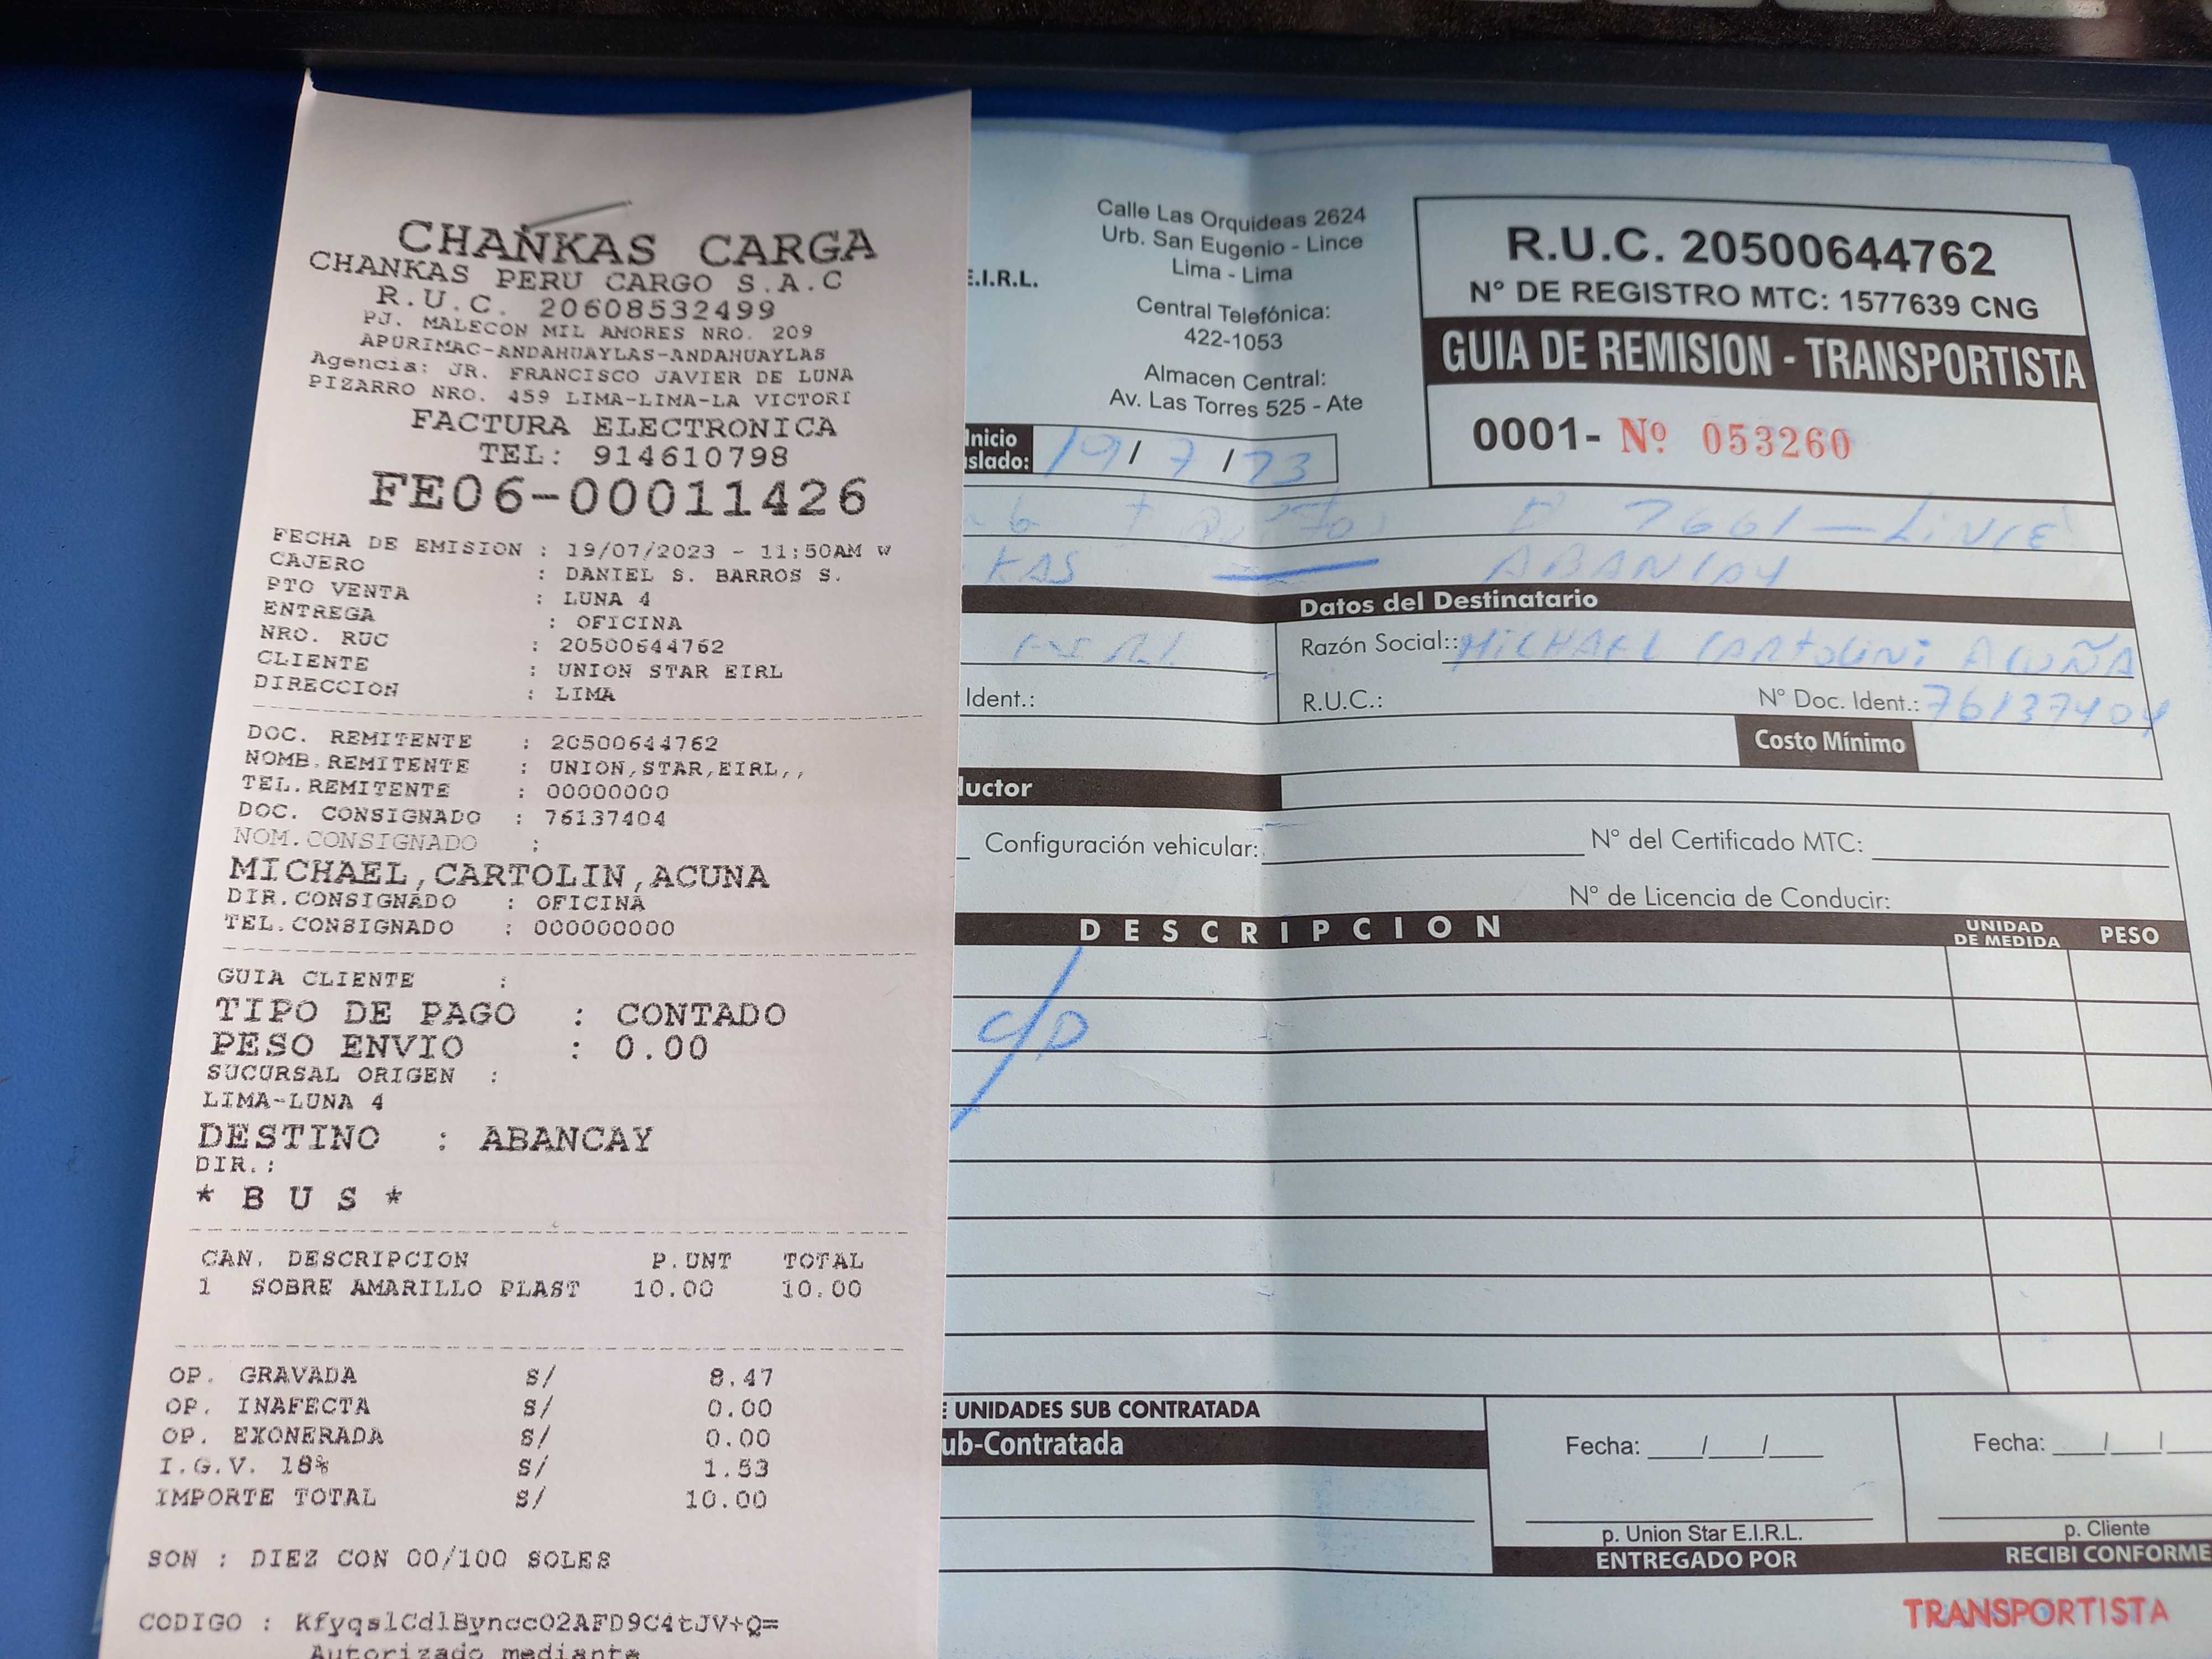 CHANKAS CARGA
CHANKAS PERU CARGO S.A.C
R.U.C. 20608532499
PJ. MALECON MIL AMORES NRO. 209
APURIMAC-ANDAHUAYLAS-ANDAHUAYLAS
Agencia: JR. FRANCISCO JAVIER DE LUNA
PIZARRO NRO. 459 LIMA-LIMA-LA VICTORI
FACTURA ELECTRONICA
TEL: 914610798
FE06-00011426
FECHA DE EMISION : 19/07/2023 - 11:50AM w
CAJERO : DANIEL S. BARROS S.
PTO VENTA : LUNA 4
ENTREGA : OFICINA
NRO. RUC : 20500644762
CLIENTE : UNION STAR EIRL
DIRECCION : LIMA
DOC. REMITENTE : 20500644762
NOMB.REMITENTE : UNION,STAR,EIRL,,
TEL.REMITENTE : 00000000
DOC. CONSIGNADO : 76137404
NOM.CONSIGNADO :
MICHAEL,CARTOLIN,ACUNA
DIR.CONSIGNADO : OFICINA
TEL.CONSIGNADO : 000000000
GUIA CLIENTE :
TIPO DE PAGO : CONTADO
PESO ENVIO : 0.00
SUCURSAL ORIGEN :
LIMA-LUNA 4
DESTINO : ABANCAY
DIR.:
* B U S *
CAN. DESCRIPCION P.UNT TOTAL
1 SOBRE AMARILLO PLAST 10.00 10.00
OP. GRAVADA S/ 8.47
OP. INAFECTA S/ 0.00
OP. EXONERADA S/ 0.00
I.G.V. 18% S/ 1.53
IMPORTE TOTAL S/ 10.00
SON : DIEZ CON 00/100 SOLES
CODIGO :
Autorizado mediante
E.I.R.L.
Calle Las Orquideas 2624
Urb. San Eugenio - Lince
Lima - Lima
Central Telefónica:
422-1053
Almacen Central:
Av. Las Torres 525 - Ate
R.U.C. 20500644762
N° DE REGISTRO MTC: 1577639 CNG
GUIA DE REMISION - TRANSPORTISTA
0001- Nº 053260
Inicio
slado: 19/ 7 /23
2661 - LINCE
KAS ABANCAY
Datos del Destinatario
Razón Social:: MICHAEL CARTOLINI ACUÑA
Ident.:
R.U.C.: N° Doc. Ident.: 76137404
Costo Mínimo
ductor
Configuración vehicular: N° del Certificado MTC:
N° de Licencia de Conducir:
DESCRIPCION UNIDAD DE MEDIDA PESO
C/D
E UNIDADES SUB CONTRATADA
ub-Contratada
Fecha: __/__/__ Fecha: __/__/
p. Union Star E.I.R.L. p. Cliente
ENTREGADO POR RECIBI CONFORME
TRANSPORTISTA